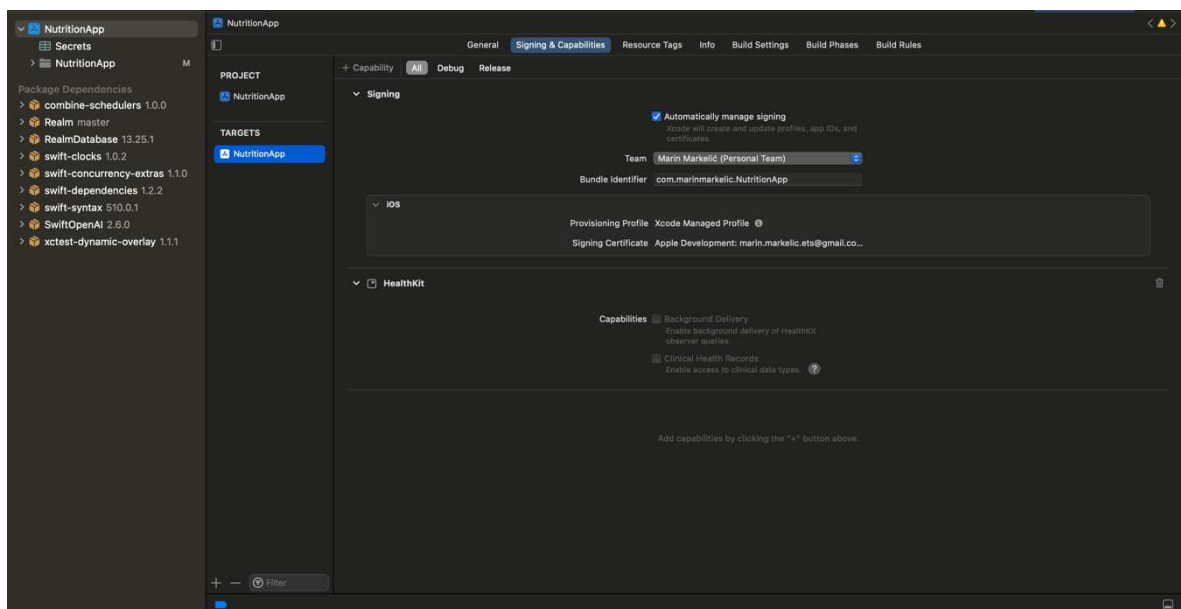 NutritionApp
Secrets
NutritionApp M
Package Dependencies
combine-schedulers 1.0.0
Realm master
RealmDatabase 13.25.1
swift-clocks 1.0.2
swift-concurrency-extras 1.1.0
swift-dependencies 1.2.2
swift-syntax 510.0.1
SwiftOpenAI 2.6.0
xctest-dynamic-overlay 1.1.1
NutritionApp
General Signing & Capabilities Resource Tags Info Build Settings Build Phases Build Rules
PROJECT
NutritionApp
TARGETS
NutritionApp
+ Capability All Debug Release
Signing
Automatically manage signing
Xcode will create and update profiles, app IDs, and
certificates.
Team Marin Markelić (Personal Team)
Bundle Identifier com.marinmarkelic.NutritionApp
iOS
Provisioning Profile Xcode Managed Profile
Signing Certificate Apple Development: marin.markelic.ets@gmail.co...
HealthKit
Capabilities Background Delivery
Enable background delivery of HealthKit
observer queries.
Clinical Health Records
Enable access to clinical data types. ?
Add capabilities by clicking the "+" button above.
Filter